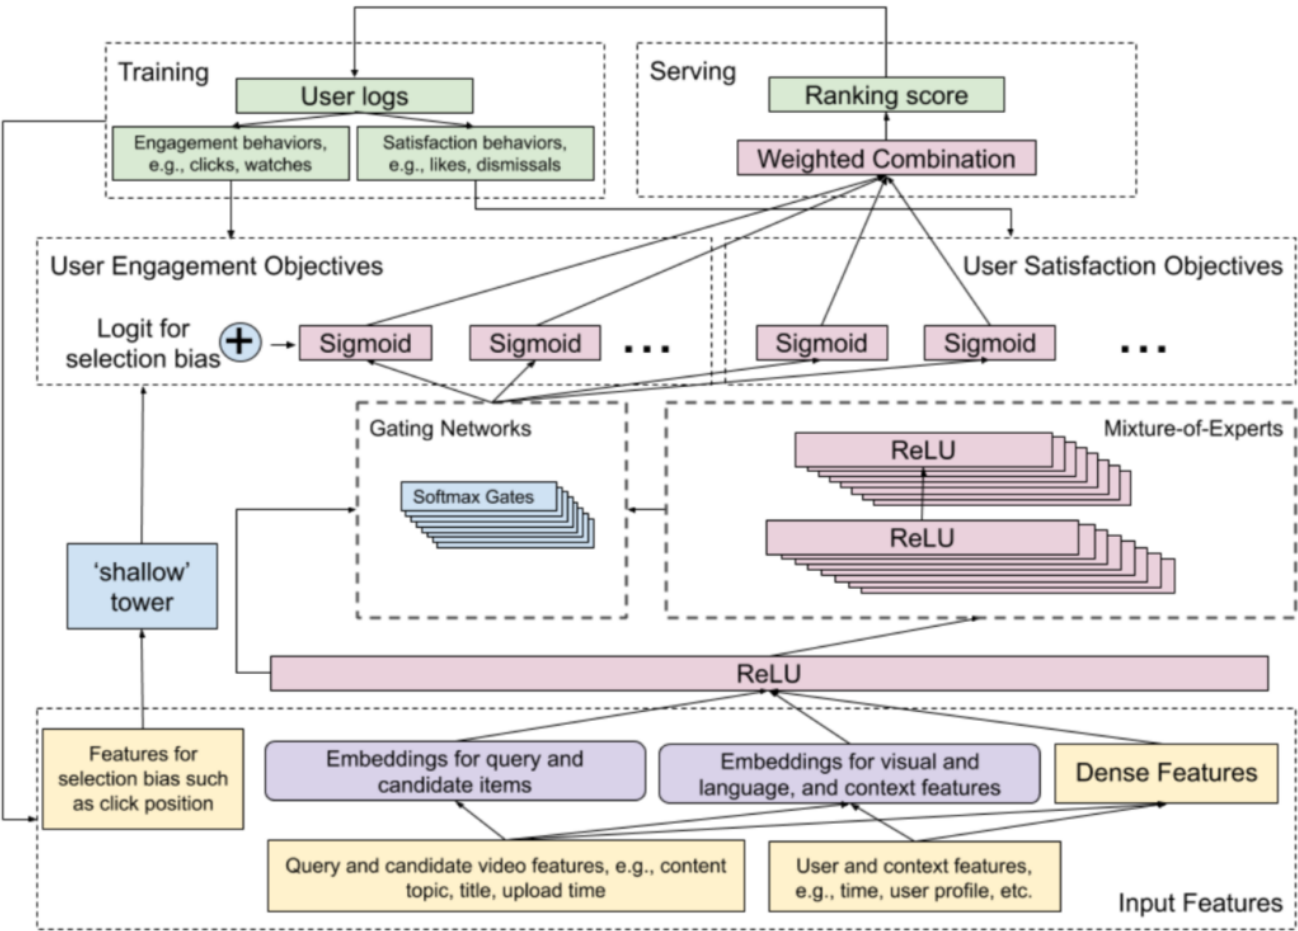 Training
User logs
Engagement behaviors,
e.g., clicks, watches
Satisfaction behaviors,
e.g., likes, dismissals
Serving
Ranking score
Weighted Combination
User Engagement Objectives
Logit for
selection bias
+
Sigmoid
Sigmoid
...
User Satisfaction Objectives
Sigmoid
Sigmoid
...
Gating Networks
Softmax Gates
Mixture-of-Experts
ReLU
ReLU
‘shallow’
tower
ReLU
Features for
selection bias such
as click position
Embeddings for query and
candidate items
Embeddings for visual and
language, and context features
Dense Features
Query and candidate video features, e.g., content
topic, title, upload time
User and context features,
e.g., time, user profile, etc.
Input Features